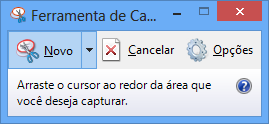 Ferramenta de Ca...
Novo Cancelar Opções
Arraste o cursor ao redor da área que
você deseja capturar.